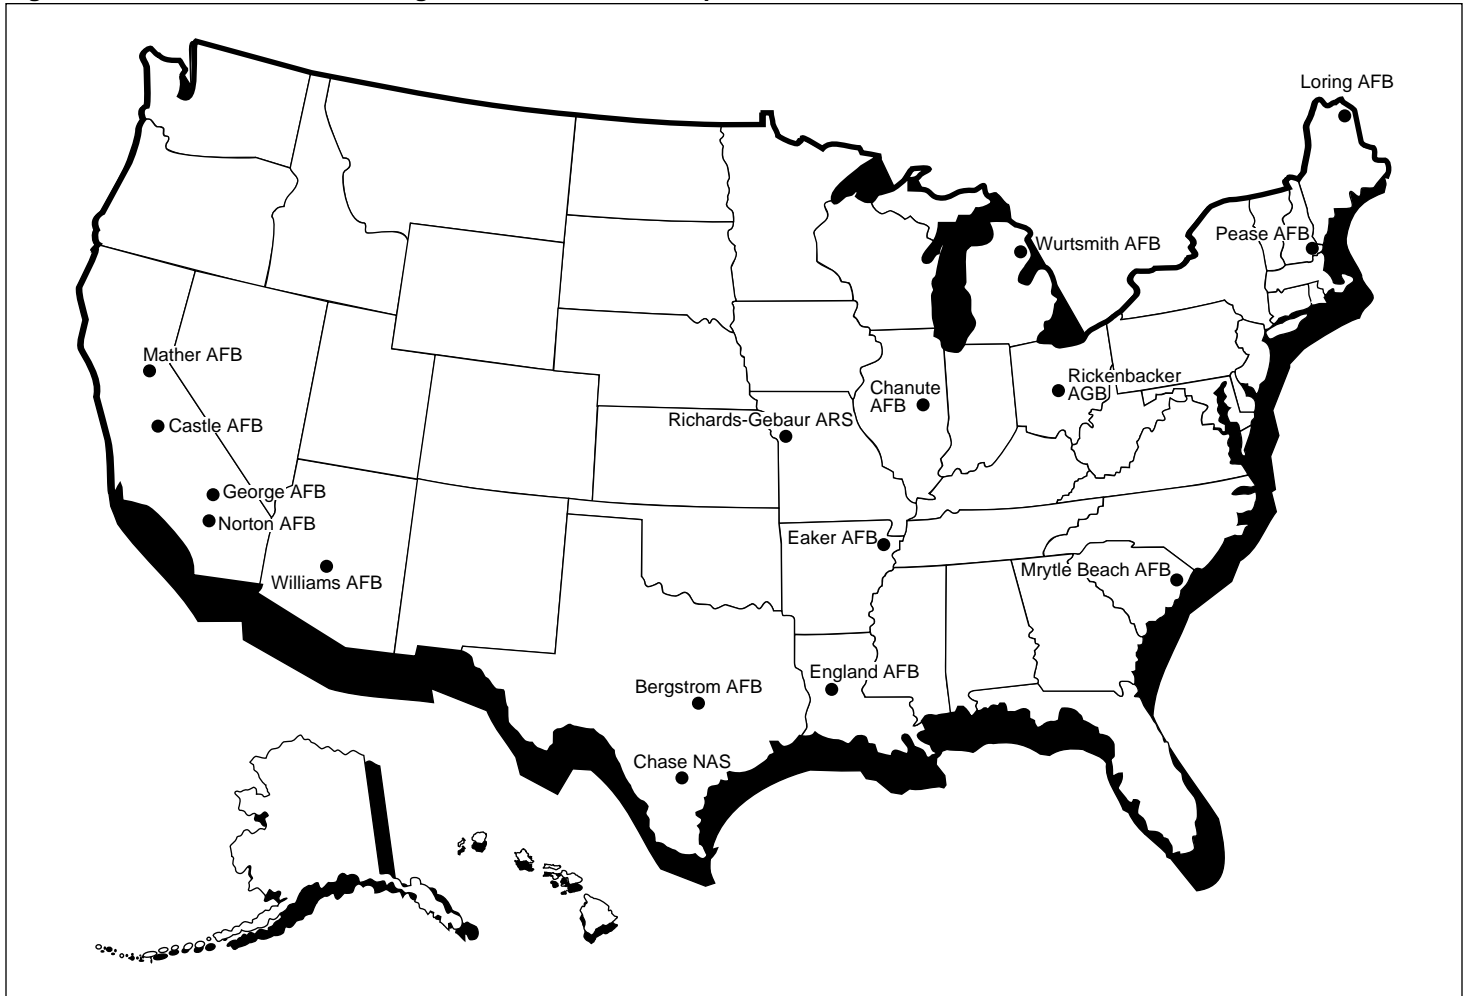 Loring AFB
Pease AFB
Wurtsmith AFB
Mather AFB
Rickenbacker
AGB
Chanute
AFB
Richards-Gebaur ARS
Castle AFB
George AFB
Norton AFB
Eaker AFB
Williams AFB
Mrytle Beach AFB
England AFB
Bergstrom AFB
Chase NAS